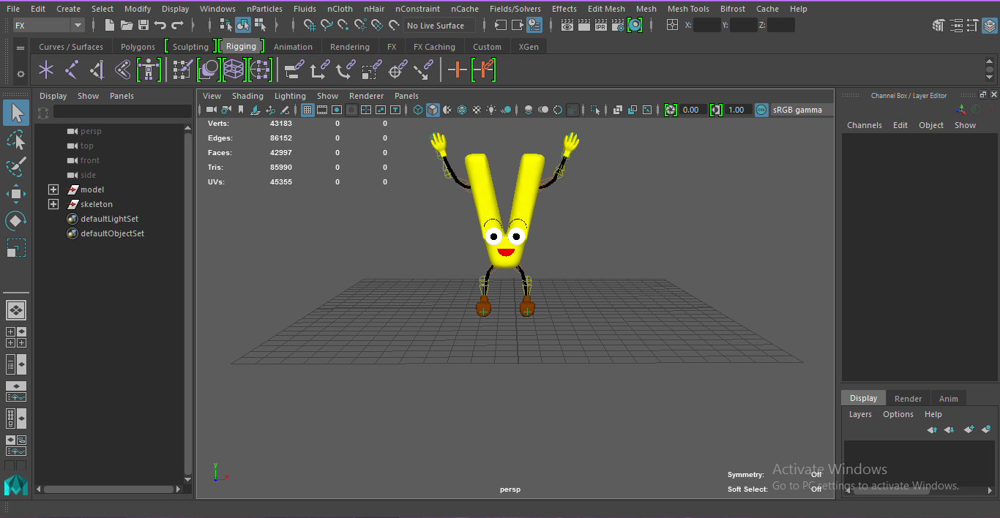 File Edit Create Select Modify Display Windows nParticles Fluids nCloth nHair nConstraint nCache Fields/Solvers Effects Edit Mesh Mesh Mesh Tools Bifrost Cache Help
FX No Live Surface IPR X: Y: Z:
Curves / Surfaces Polygons Sculpting Rigging Animation Rendering FX FX Caching Custom XGen
Display Show Panels
View Shading Lighting Show Renderer Panels
Channel Box / Layer Editor
0.00 1.00 ON sRGB gamma
Channels Edit Object Show
persp
top
front
side
model
skeleton
defaultLightSet
defaultObjectSet
Verts: 43183 0 0
Edges: 86152 0 0
Faces: 42997 0 0
Tris: 85990 0 0
UVs: 45355 0 0
Display Render Anim
Layers Options Help
y
x
persp
Symmetry: Off
Soft Select: Off
Activate Windows
Go to PC settings to activate Windows.